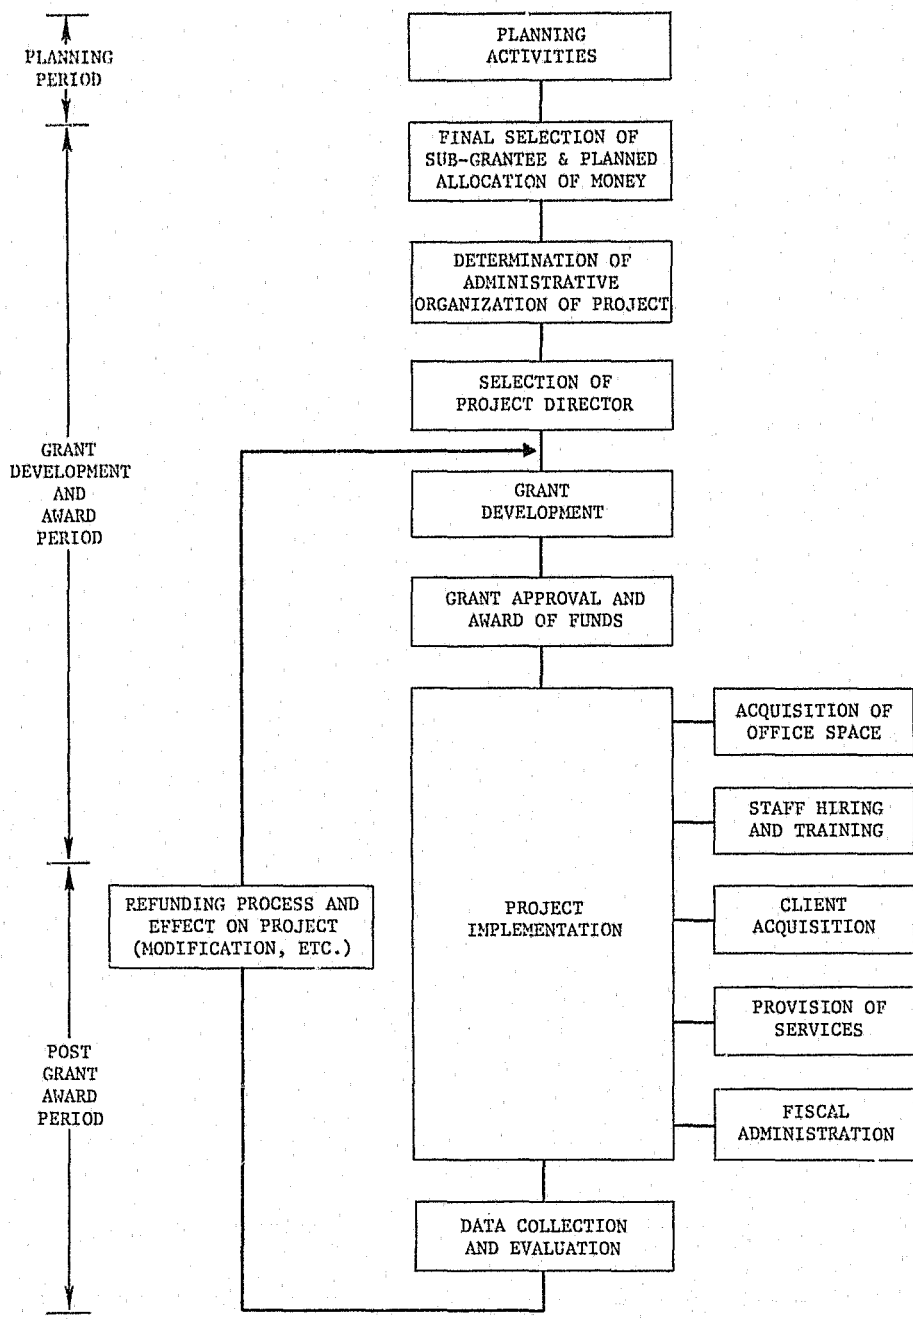 PLANNING
PERIOD
PLANNING
ACTIVITIES
FINAL SELECTION OF
SUB-GRANTEE & PLANNED
ALLOCATION OF MONEY
DETERMINATION OF
ADMINISTRATIVE
ORGANIZATION OF PROJECT
SELECTION OF
PROJECT DIRECTOR
GRANT
DEVELOPMENT
AND
AWARD
PERIOD
GRANT
DEVELOPMENT
GRANT APPROVAL AND
AWARD OF FUNDS
PROJECT
IMPLEMENTATION
ACQUISITION OF
OFFICE SPACE
STAFF HIRING
AND TRAINING
CLIENT
ACQUISITION
PROVISION OF
SERVICES
FISCAL
ADMINISTRATION
REFUNDING PROCESS AND
EFFECT ON PROJECT
(MODIFICATION, ETC.)
POST
GRANT
AWARD
PERIOD
DATA COLLECTION
AND EVALUATION